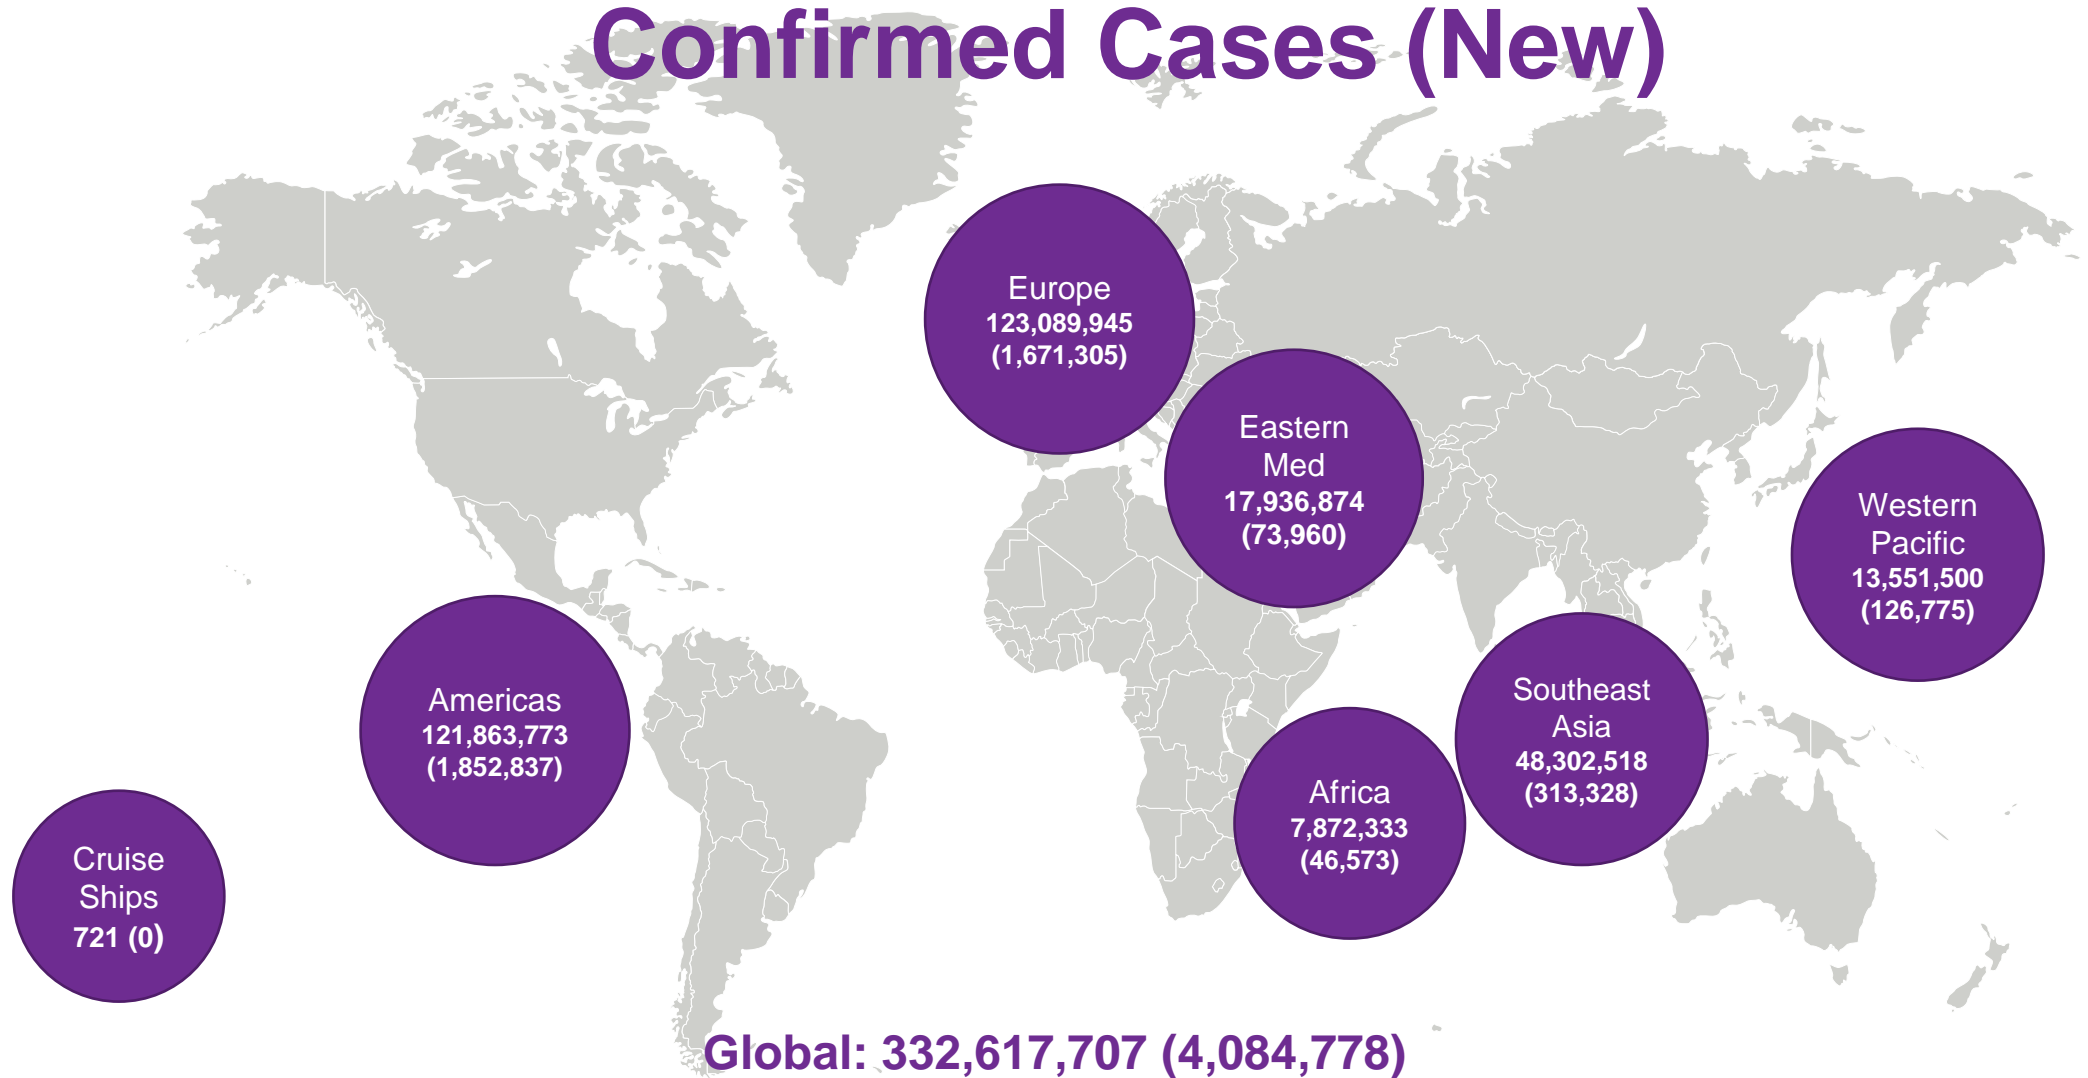 Confirmed Cases (New)
Europe
123,089,945
(1,671,305)
Eastern
Med
17,936,874
(73,960)
Western
Pacific
13,551,500
(126,775)
Americas
121,863,773
(1,852,837)
Southeast
Asia
48,302,518
(313,328)
Africa
7,872,333
(46,573)
Cruise
Ships
721 (0)
Global: 332,617,707 (4,084,778)